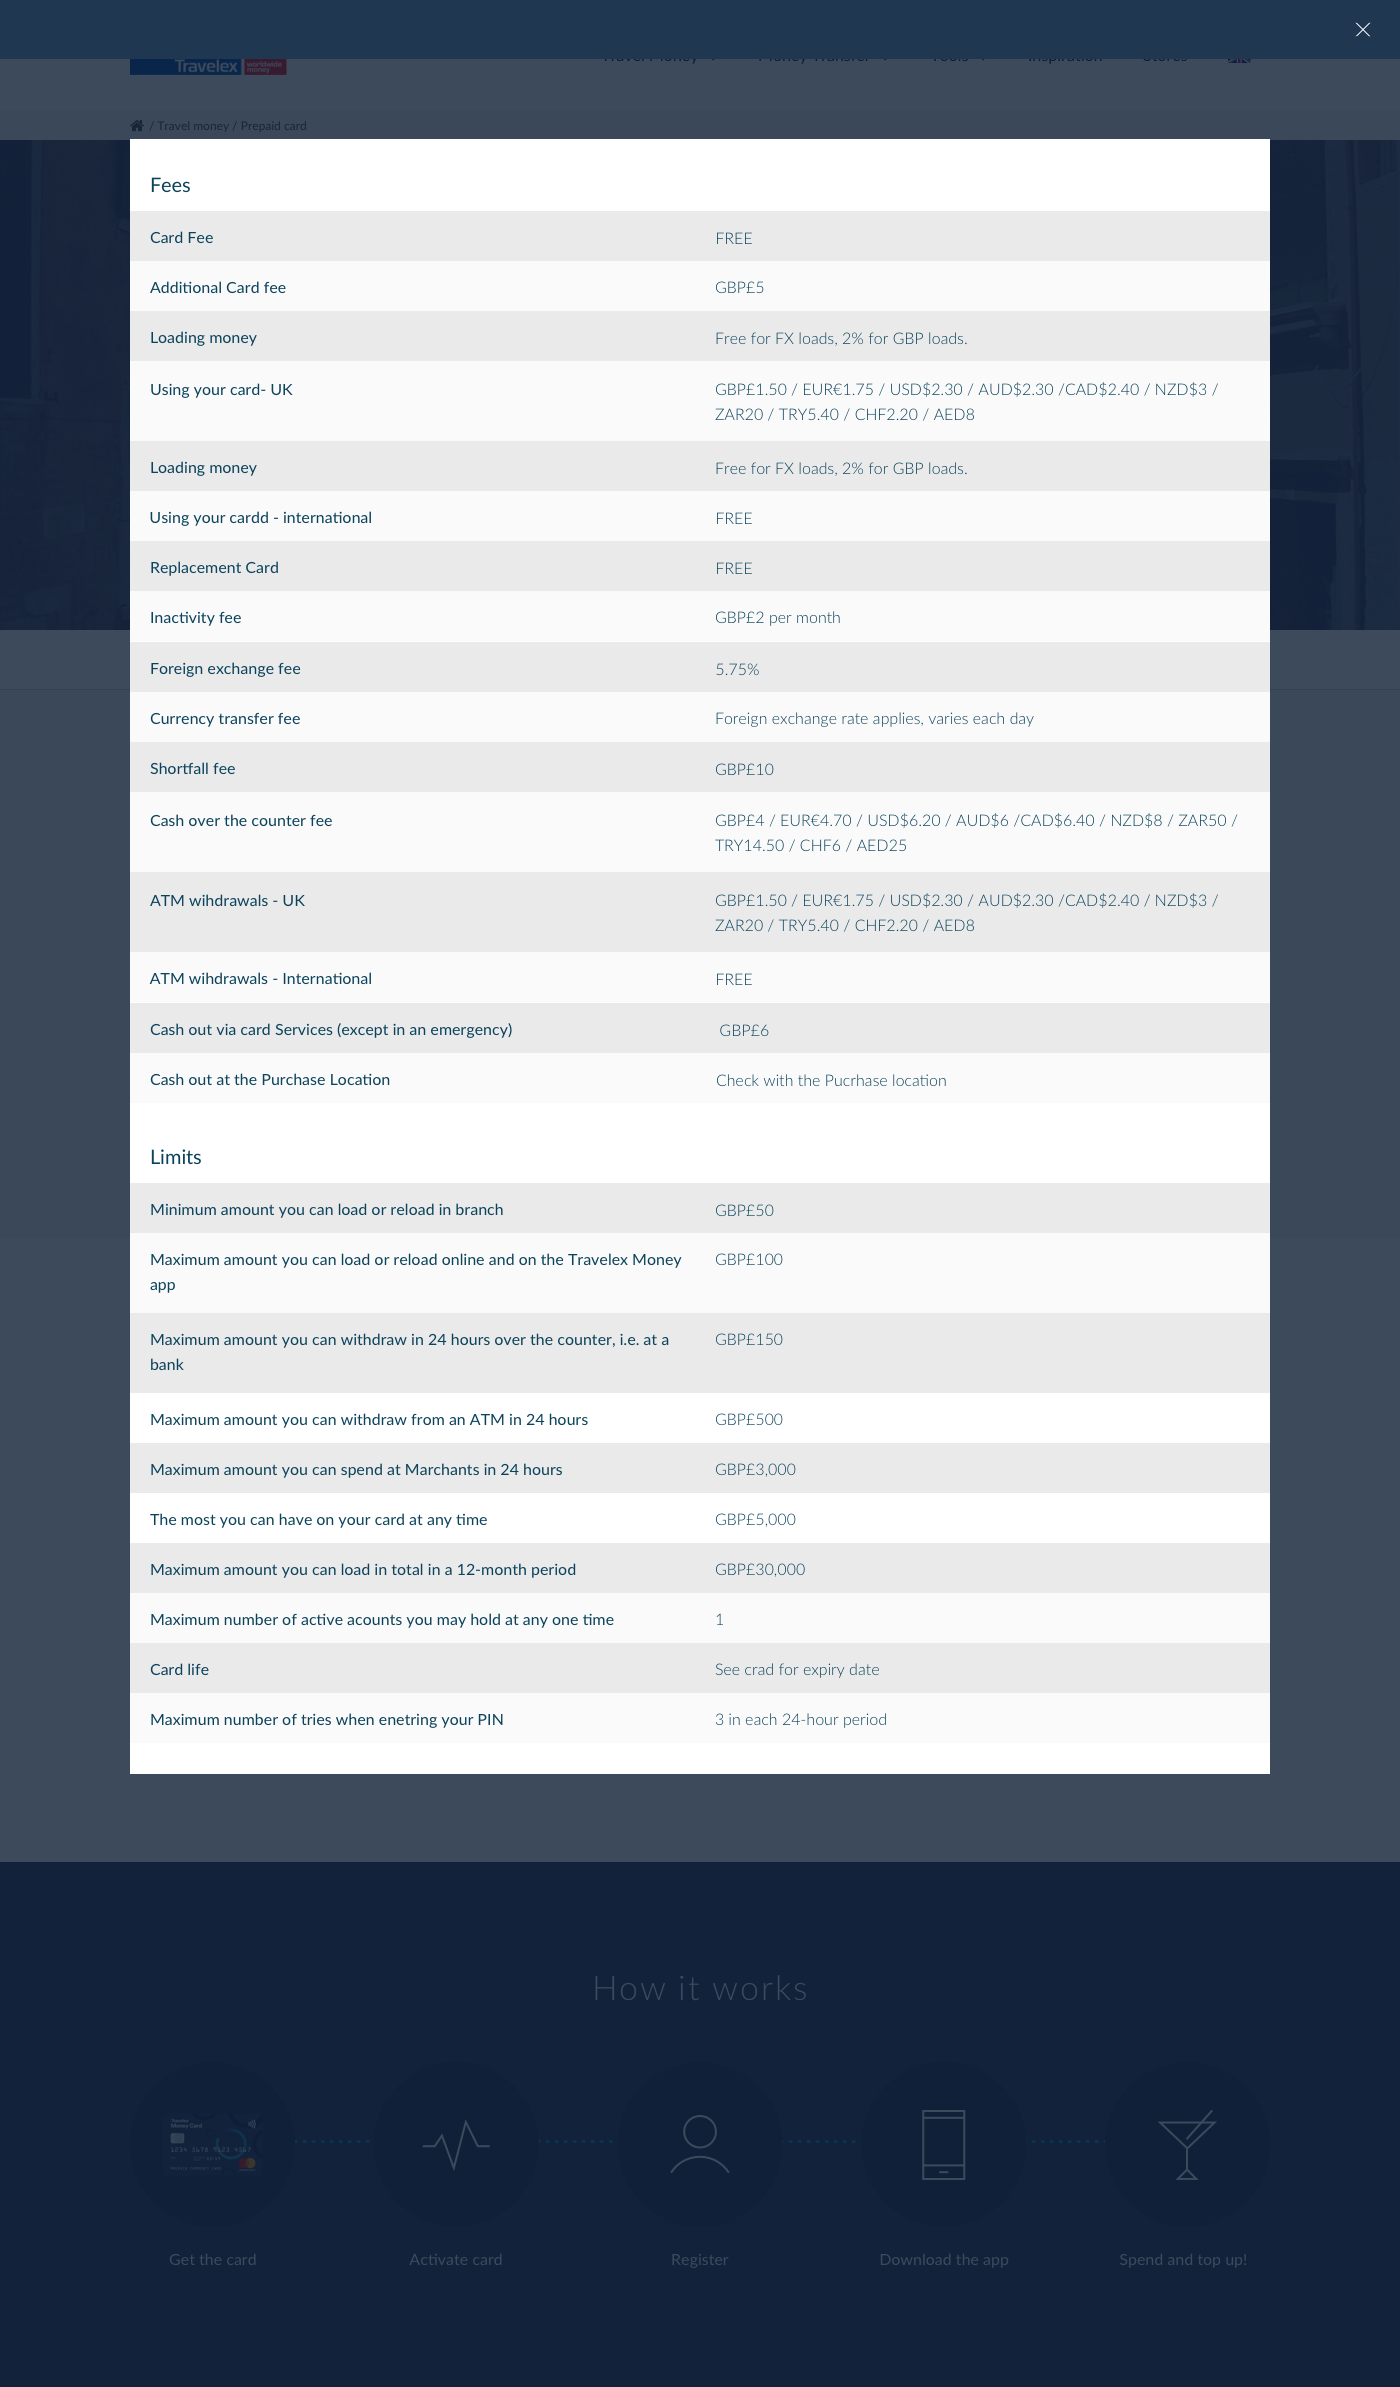 Travelex worldwide money
Travel Money Money Transfer Tools Inspiration Stores
/ Travel money / Prepaid card
Fees
Card Fee FREE
Additional Card fee GBP£5
Loading money Free for FX loads, 2% for GBP loads.
Using your card- UK GBP£1.50 / EUR€1.75 / USD$2.30 / AUD$2.30 /CAD$2.40 / NZD$3 /
ZAR20 / TRY5.40 / CHF2.20 / AED8
Loading money Free for FX loads, 2% for GBP loads.
Using your cardd - international FREE
Replacement Card FREE
Inactivity fee GBP£2 per month
Foreign exchange fee 5.75%
Currency transfer fee Foreign exchange rate applies, varies each day
Shortfall fee GBP£10
Cash over the counter fee GBP£4 / EUR€4.70 / USD$6.20 / AUD$6 /CAD$6.40 / NZD$8 / ZAR50 /
TRY14.50 / CHF6 / AED25
ATM wihdrawals - UK GBP£1.50 / EUR€1.75 / USD$2.30 / AUD$2.30 /CAD$2.40 / NZD$3 /
ZAR20 / TRY5.40 / CHF2.20 / AED8
ATM wihdrawals - International FREE
Cash out via card Services (except in an emergency) GBP£6
Cash out at the Purchase Location Check with the Pucrhase location
Limits
Minimum amount you can load or reload in branch GBP£50
Maximum amount you can load or reload online and on the Travelex Money GBP£100
app
Maximum amount you can withdraw in 24 hours over the counter, i.e. at a GBP£150
bank
Maximum amount you can withdraw from an ATM in 24 hours GBP£500
Maximum amount you can spend at Marchants in 24 hours GBP£3,000
The most you can have on your card at any time GBP£5,000
Maximum amount you can load in total in a 12-month period GBP£30,000
Maximum number of active acounts you may hold at any one time 1
Card life See crad for expiry date
Maximum number of tries when enetring your PIN 3 in each 24-hour period
How it works
Money Card
Get the card Activate card Register Download the app Spend and top up!